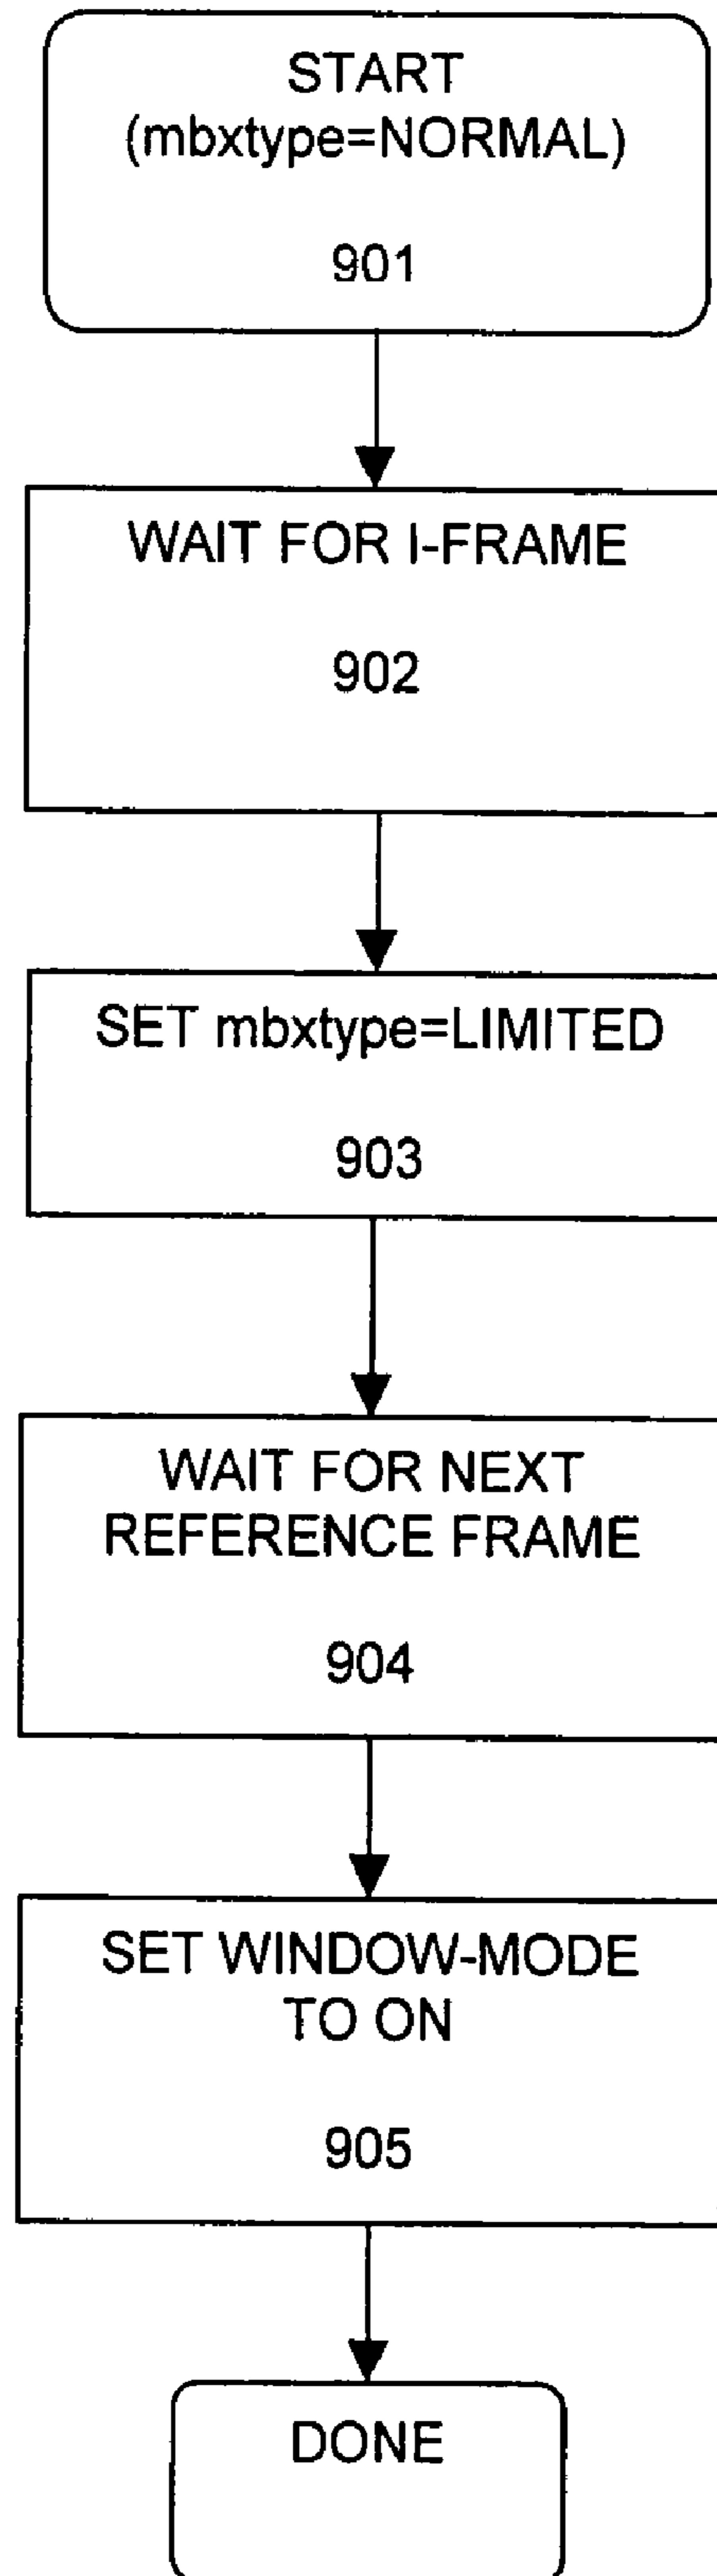 START
(mbxtype=NORMAL)
901
WAIT FOR I-FRAME
902
SET mbxtype=LIMITED
903
WAIT FOR NEXT
REFERENCE FRAME
904
SET WINDOW-MODE
TO ON
905
DONE